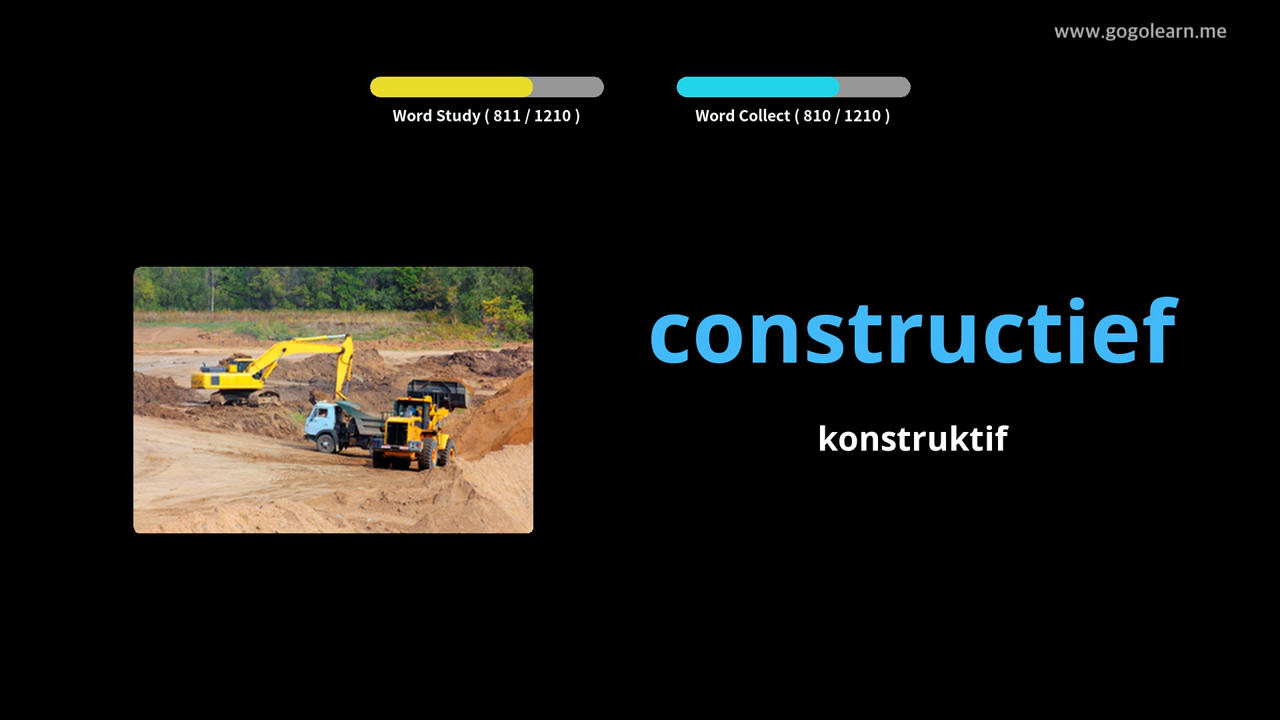 www.gogolearn.me
Word Study ( 811 / 1210 )
Word Collect ( 810 / 1210 )
constructief
konstruktif